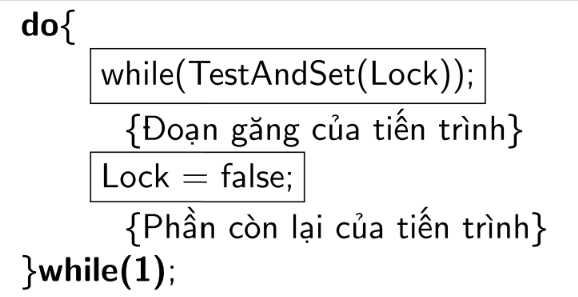 do{
while(TestAndSet(Lock));
{Đoạn găng của tiến trình}
Lock = false;
{Phần còn lại của tiến trình}
}while(1);